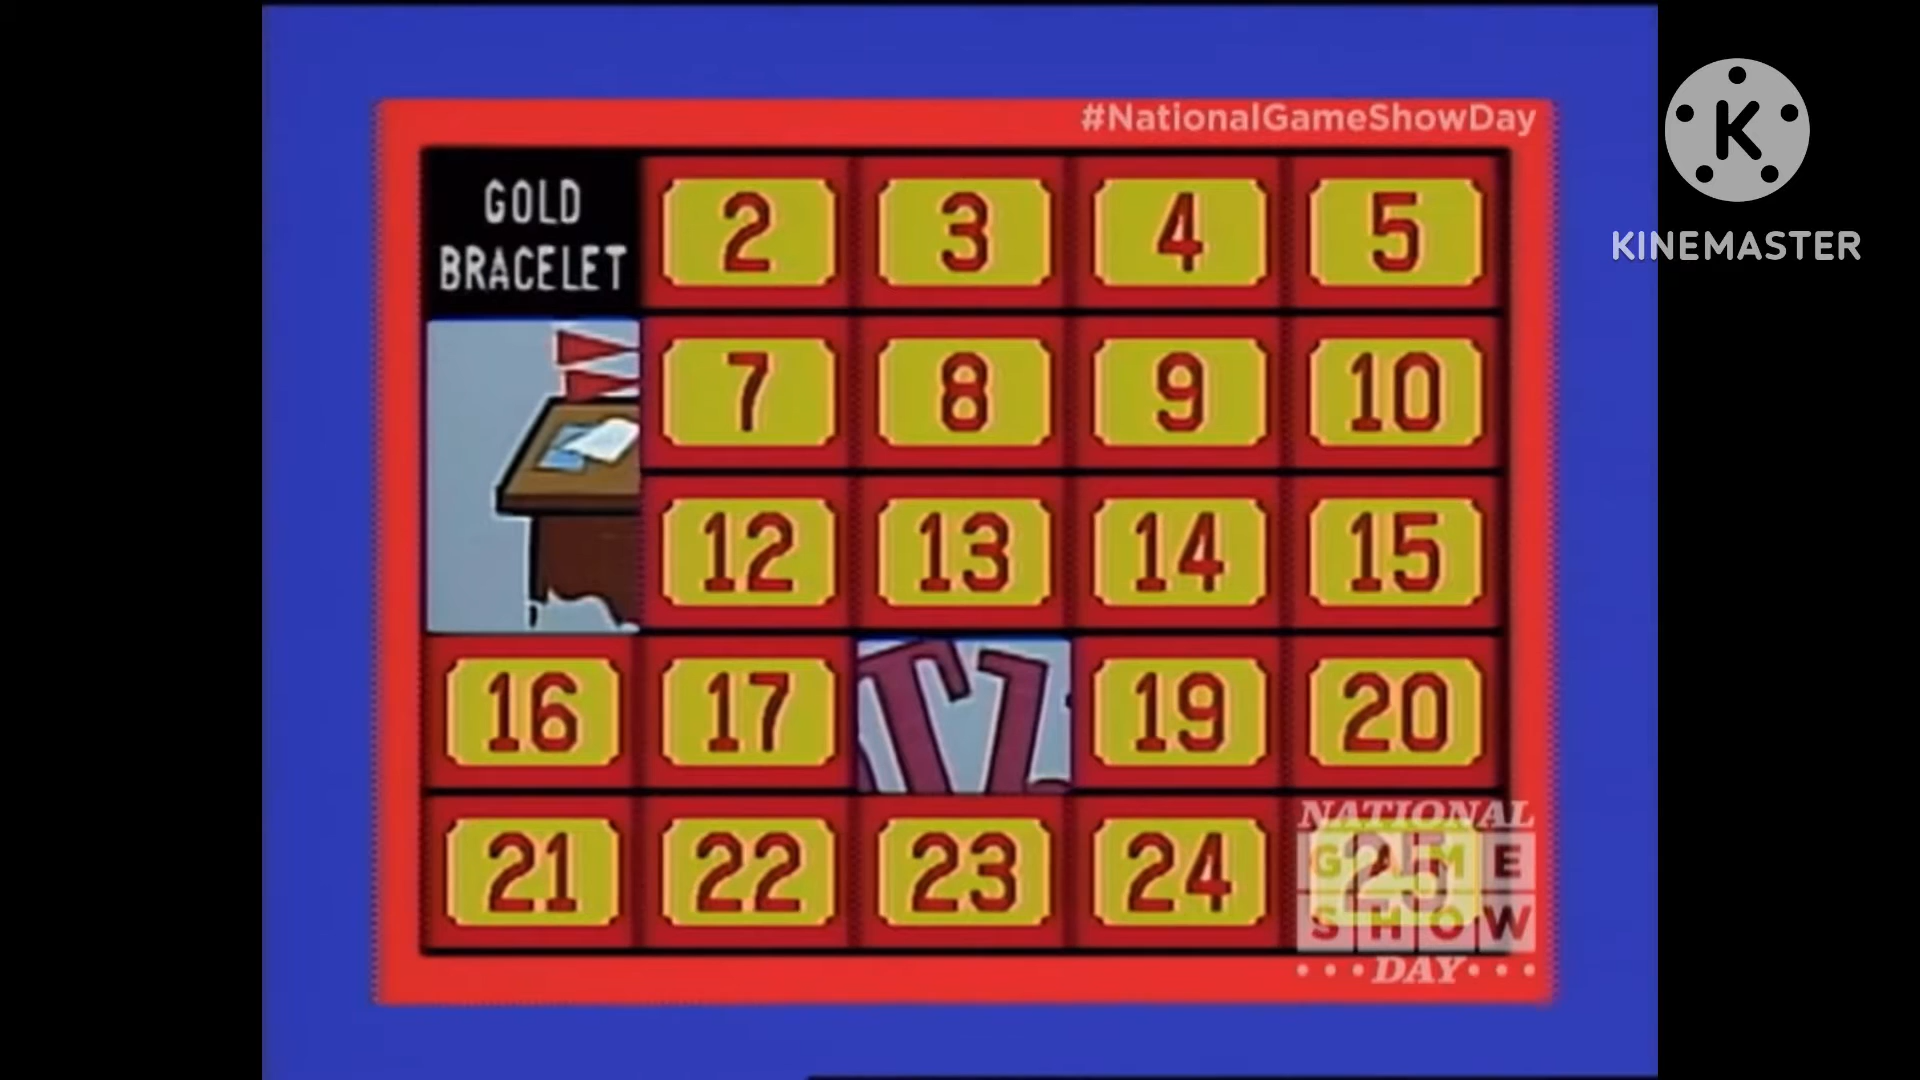 #NationalGameShowDay
K
KINEMASTER
GOLD
BRACELET
2 3 4 5
7 8 9 10
12 13 14 15
16 17 TZ 19 20
21 22 23 24 25
NATIONAL
GAME
SHOW
DAY